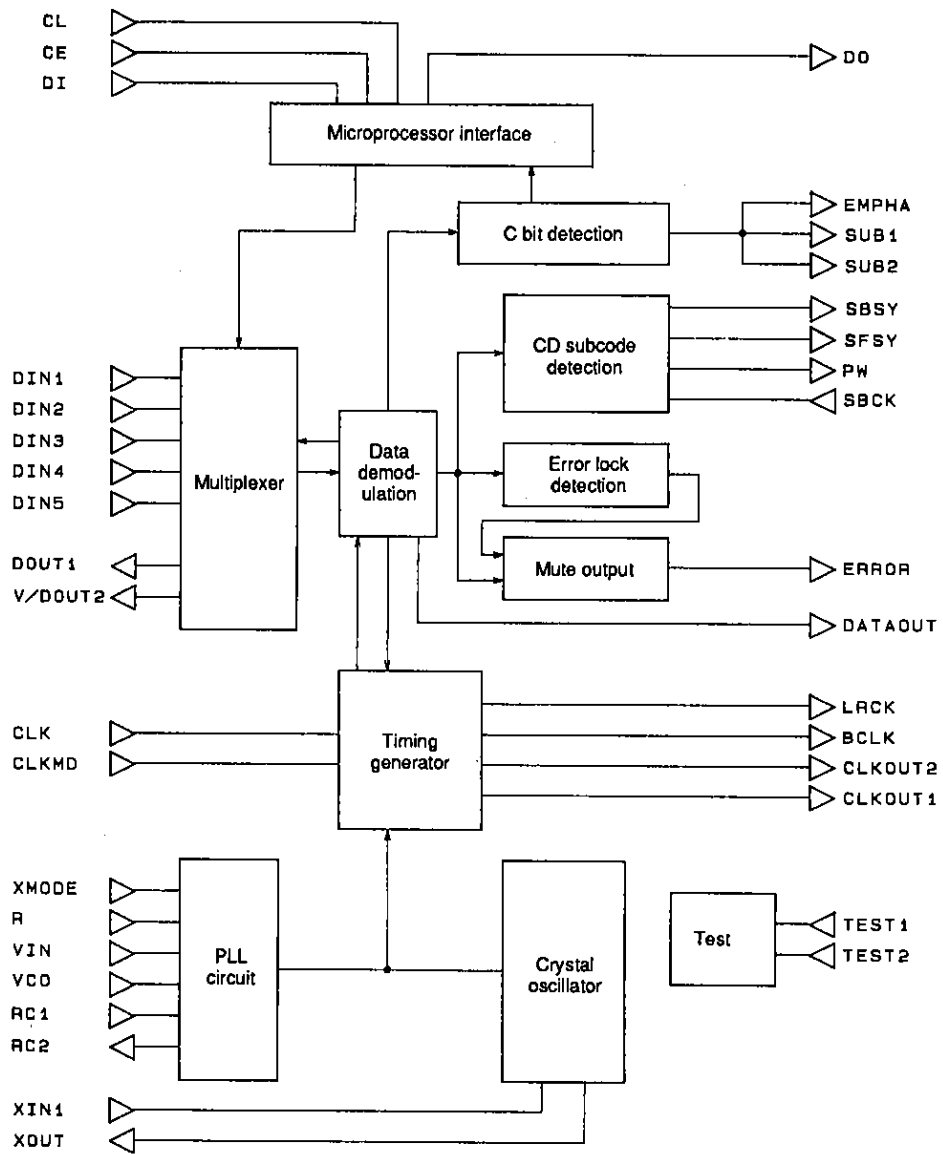 CL
CE
DI
DO
Microprocessor interface
C bit detection
EMPHA
SUB1
SUB2
CD subcode
detection
SBSY
SFSY
PW
SBCK
DIN1
DIN2
DIN3
DIN4
DIN5
DOUT1
V/DOUT2
Multiplexer
Data
demod-
ulation
Error lock
detection
Mute output
ERROR
DATAOUT
CLK
CLKMD
Timing
generator
LRCK
BCLK
CLKOUT2
CLKOUT1
XMODE
R
VIN
VCO
RC1
RC2
PLL
circuit
Crystal
oscillator
Test
TEST1
TEST2
XIN1
XOUT